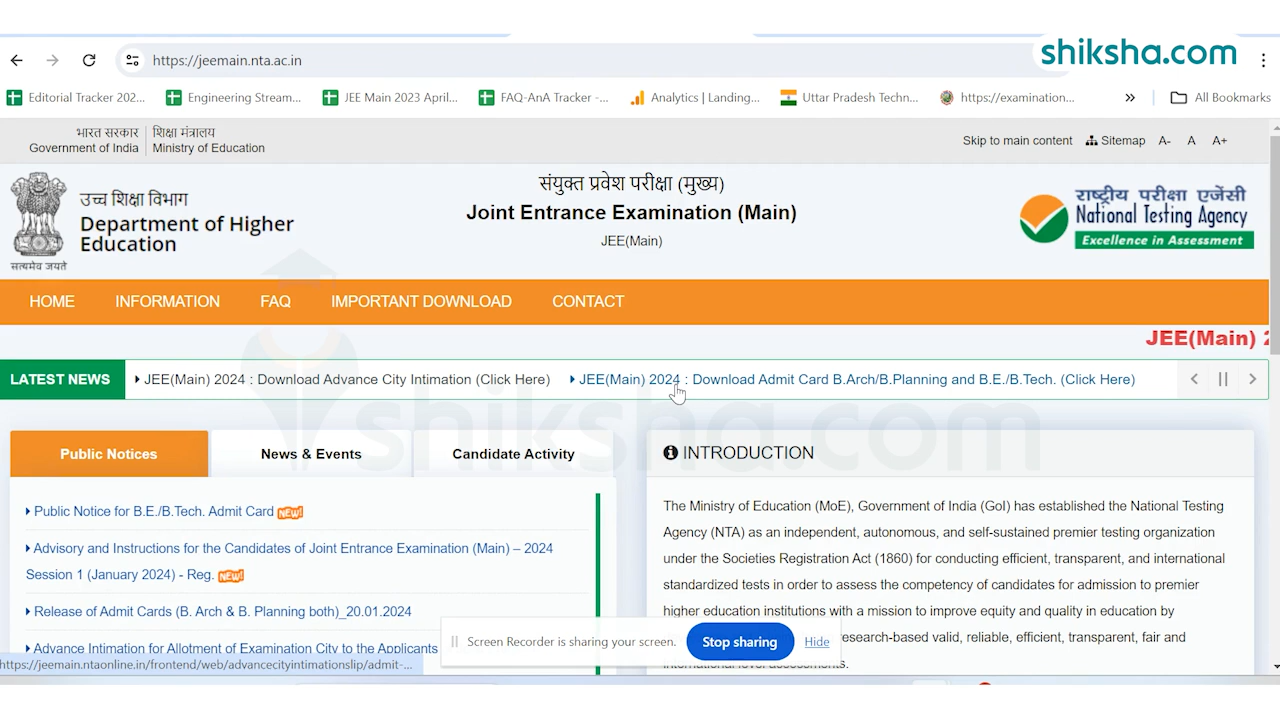 shiksha.com
https://jeemain.nta.ac.in
Editorial Tracker 202...
Engineering Stream...
JEE Main 2023 April...
FAQ-AnA Tracker -...
Analytics | Landing...
Uttar Pradesh Techn...
https://examination...
All Bookmarks
भारत सरकार
Government of India
शिक्षा मंत्रालय
Ministry of Education
Skip to main content
Sitemap
A-
A
A+
सत्यमेव जयते
उच्च शिक्षा विभाग
Department of Higher
Education
संयुक्त प्रवेश परीक्षा (मुख्य)
Joint Entrance Examination (Main)
JEE(Main)
राष्ट्रीय परीक्षा एजेंसी
National Testing Agency
Excellence in Assessment
HOME INFORMATION FAQ IMPORTANT DOWNLOAD CONTACT
JEE(Main) 2
LATEST NEWS
JEE(Main) 2024 : Download Advance City Intimation (Click Here)
JEE(Main) 2024 : Download Admit Card B.Arch/B.Planning and B.E./B.Tech. (Click Here)
shiksha.com
Public Notices
News & Events
Candidate Activity
Public Notice for B.E./B.Tech. Admit Card NEW!
Advisory and Instructions for the Candidates of Joint Entrance Examination (Main) – 2024
Session 1 (January 2024) - Reg. NEW!
Release of Admit Cards (B. Arch & B. Planning both)_20.01.2024
Advance Intimation for Allotment of Examination City to the Applicants
https://jeemain.ntaonline.in/frontend/web/advancecityintimationslip/admit-...
INTRODUCTION
The Ministry of Education (MoE), Government of India (GoI) has established the National Testing
Agency (NTA) as an independent, autonomous, and self-sustained premier testing organization
under the Societies Registration Act (1860) for conducting efficient, transparent, and international
standardized tests in order to assess the competency of candidates for admission to premier
higher education institutions with a mission to improve equity and quality in education by
research-based valid, reliable, efficient, transparent, fair and
international level assessments.
Screen Recorder is sharing your screen.
Stop sharing
Hide